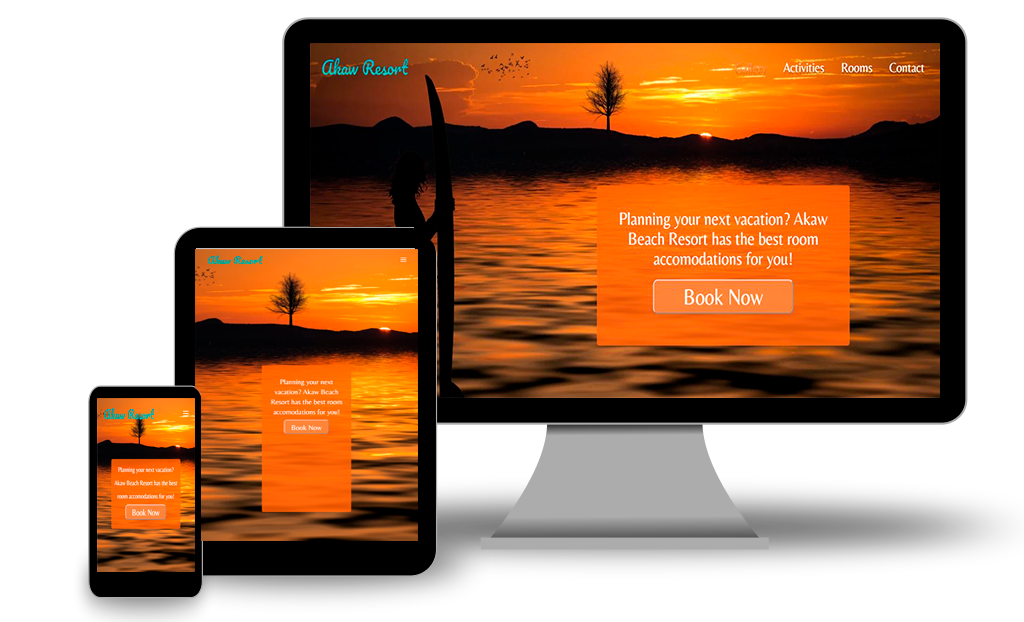 Akaw Resort
Activities Rooms Contact
Planning your next vacation? Akaw
Beach Resort has the best room
accomodations for you!
Book Now
Akaw Resort
Planning your next
vacation? Akaw Beach
Resort has the best room
accomodations for you!
Book Now
Akaw Resort
Planning your next vacation?
Akaw Beach Resort has the best
room accomodations for you!
Book Now